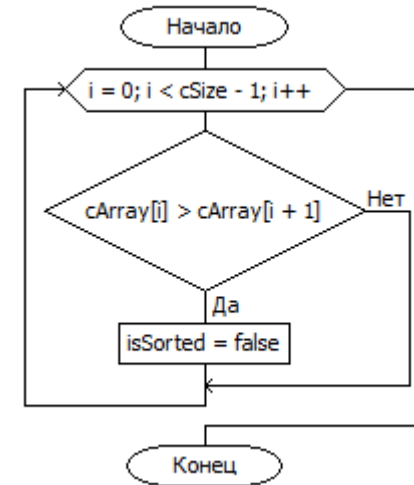 Начало
i = 0; i < cSize - 1; i++
cArray[i] > cArray[i + 1]
Нет
Да
isSorted = false
Конец